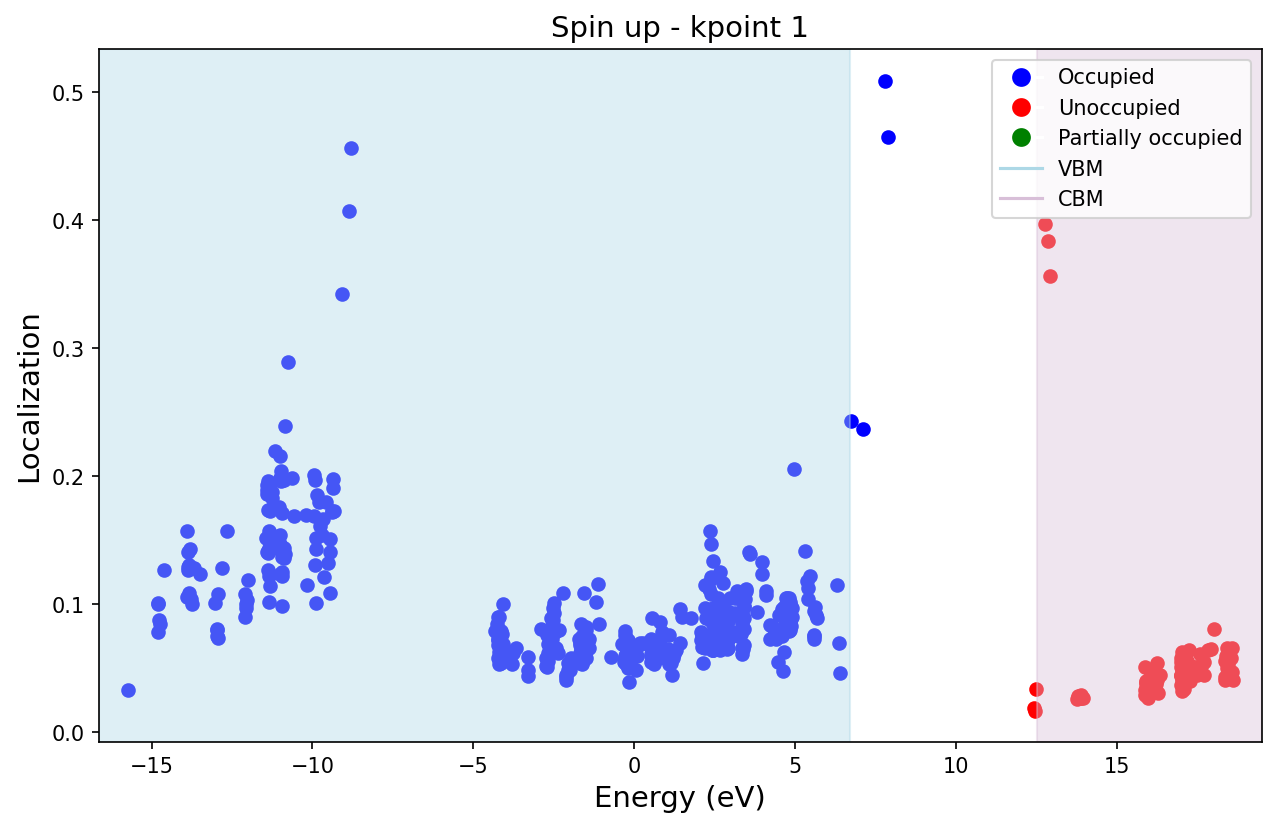 Spin up - kpoint 1
Localization
0.5
0.4
0.3
0.2
0.1
0.0
Occupied
Unoccupied
Partially occupied
VBM
CBM
−15 −10 −5 0 5 10 15
Energy (eV)